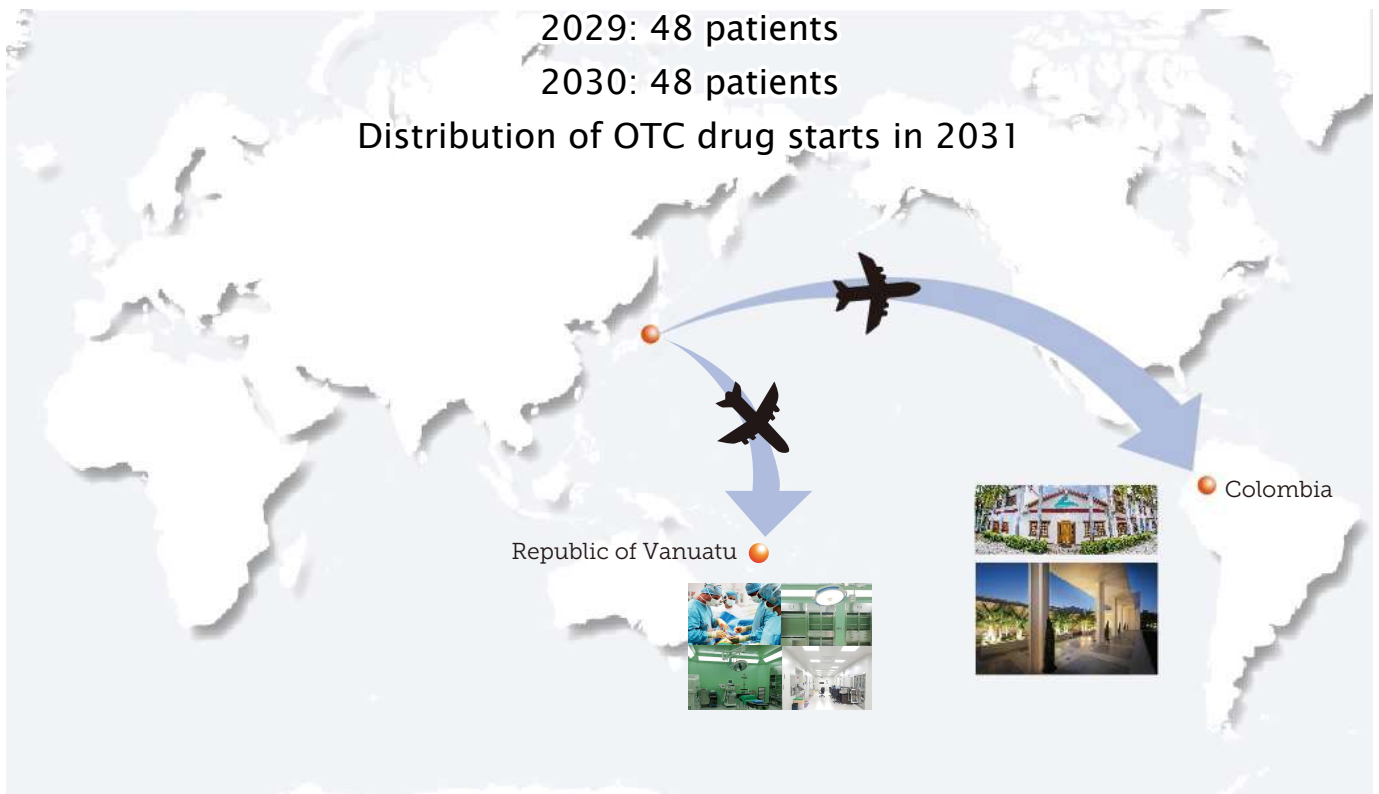 2029: 48 patients
2030: 48 patients
Distribution of OTC drug starts in 2031
Colombia
Republic of Vanuatu